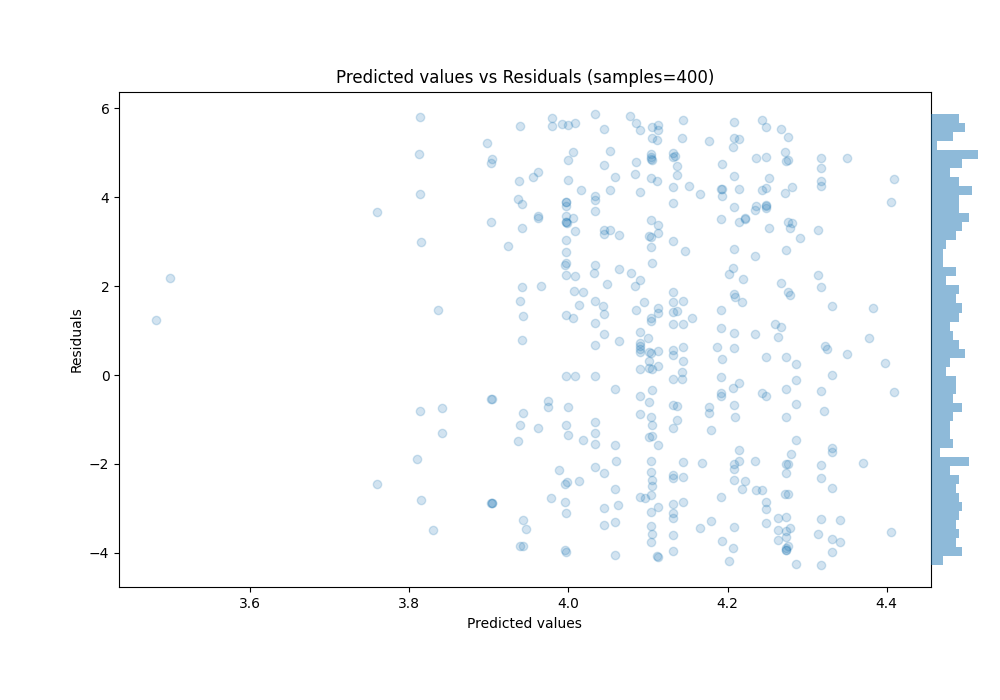 Predicted values vs Residuals (samples=400)
6
4
2
0
−2
−4
Residuals
3.6 3.8 4.0 4.2 4.4
Predicted values